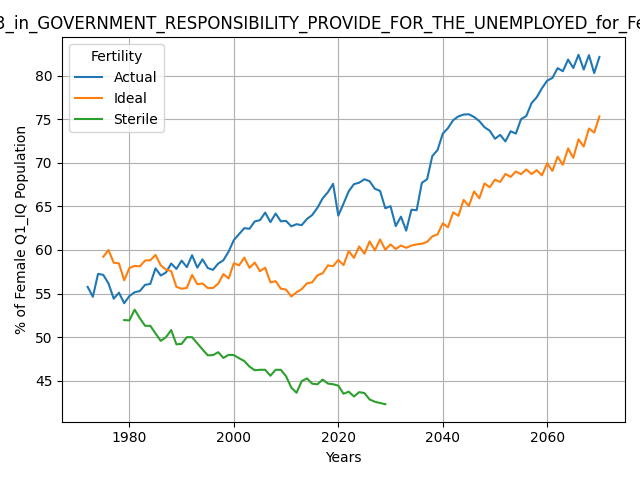 3_in_GOVERNMENT_RESPONSIBILITY_PROVIDE_FOR_THE_UNEMPLOYED_for_Fe
Fertility
Actual
Ideal
Sterile
% of Female Q1_IQ Population
80
75
70
65
60
55
50
45
1980
2000
2020
2040
2060
Years